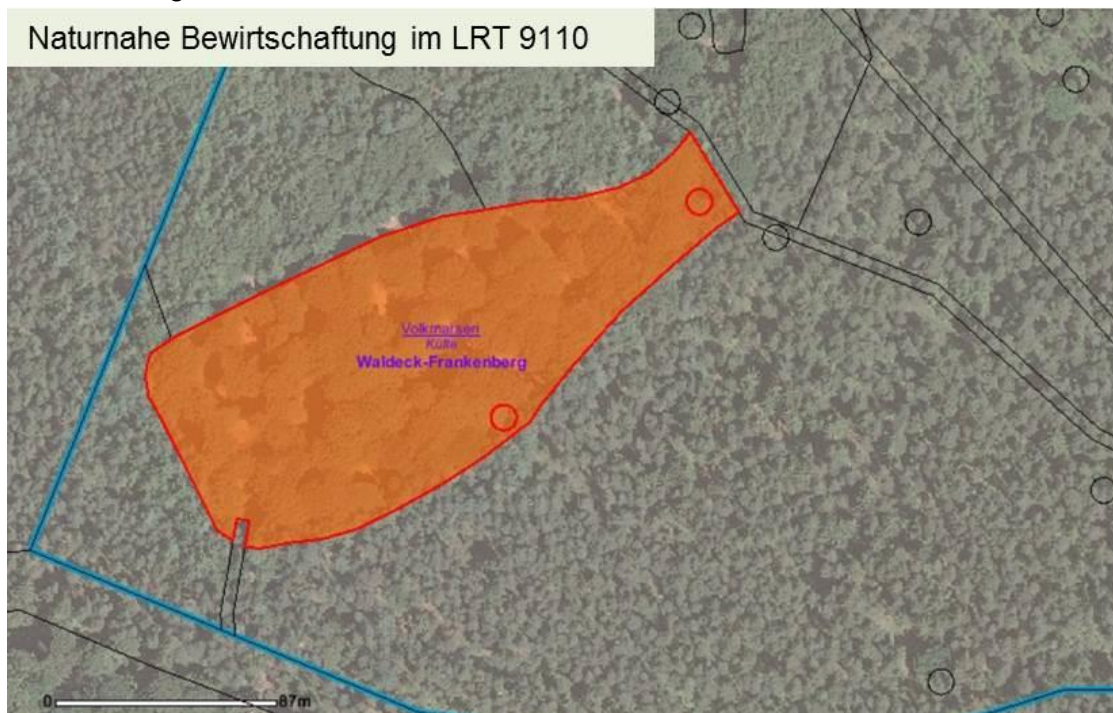 Naturnahe Bewirtschaftung im LRT 9110
Volkmarsen
Külte
Waldeck-Frankenberg
0 87m